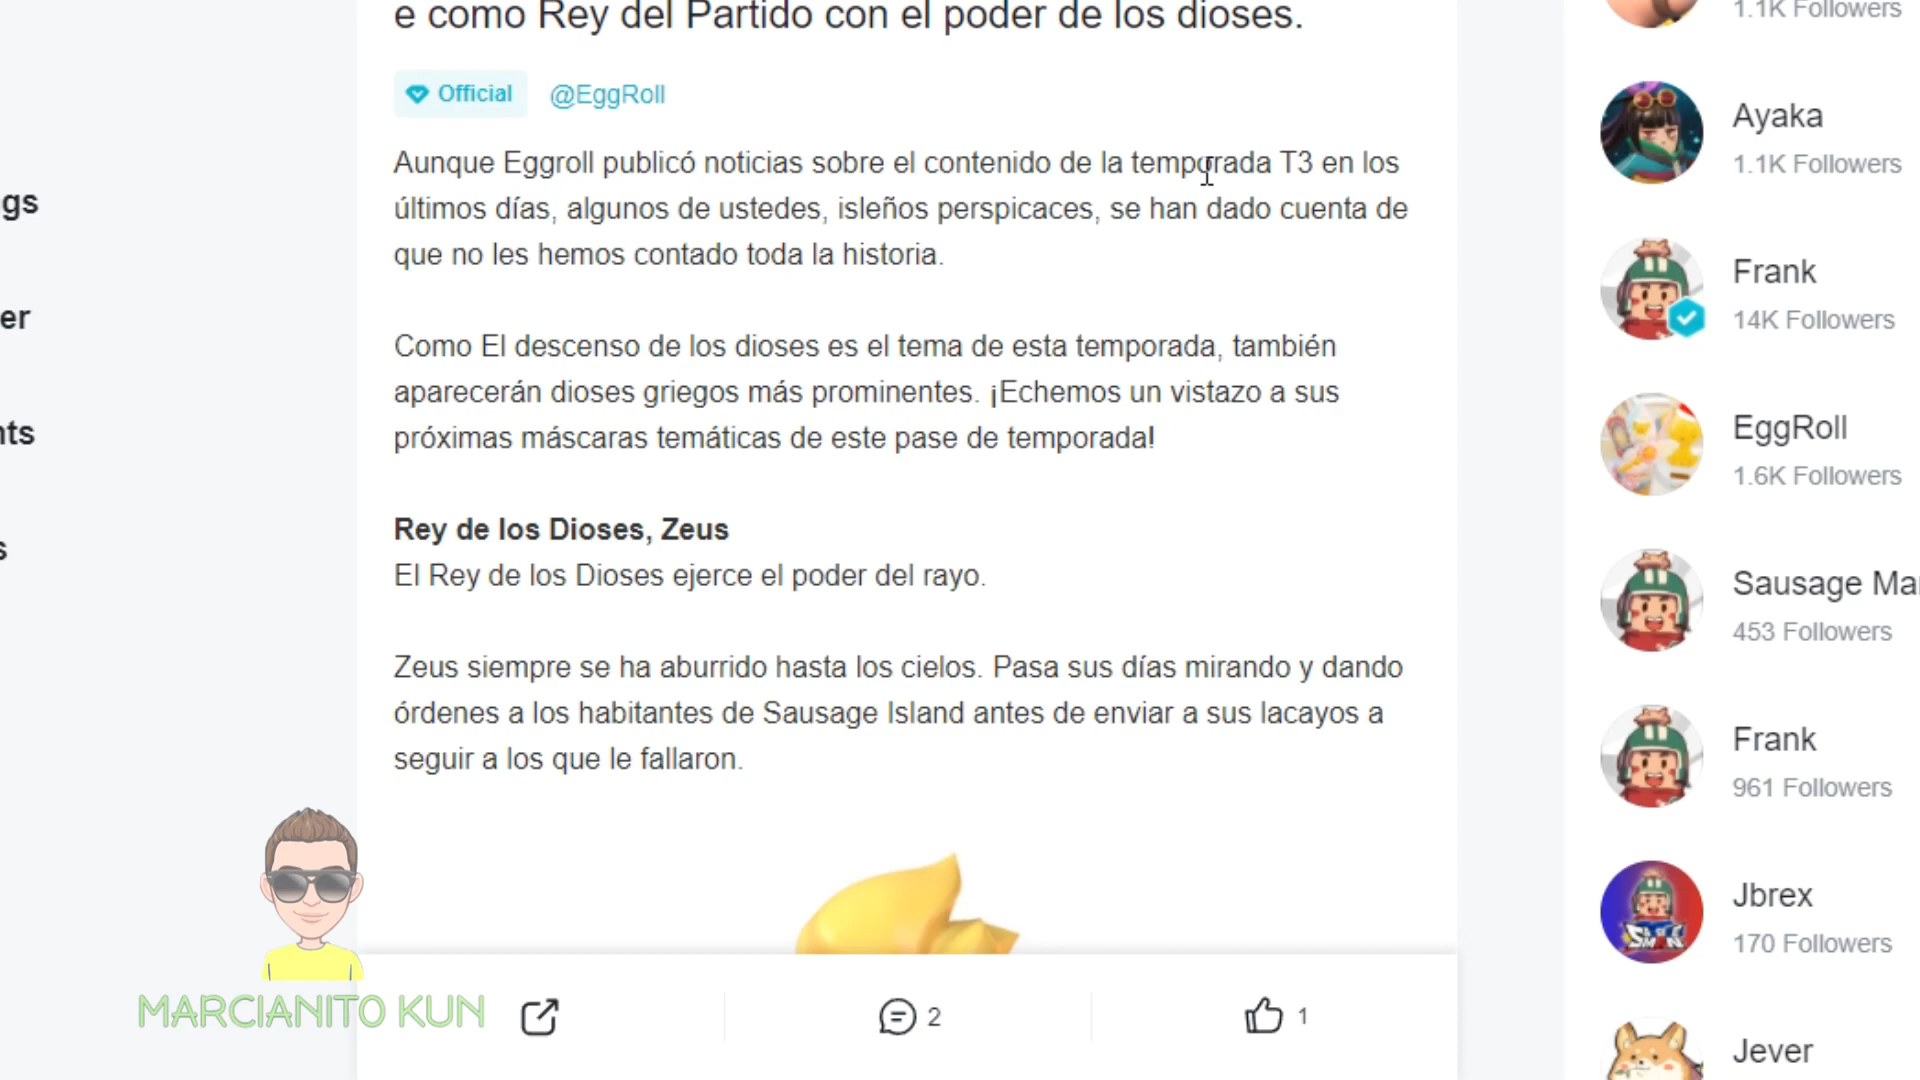 e como Rey del Partido con el poder de los dioses.
Official @EggRoll
Aunque Eggroll publicó noticias sobre el contenido de la temporada T3 en los
últimos días, algunos de ustedes, isleños perspicaces, se han dado cuenta de
que no les hemos contado toda la historia.
Como El descenso de los dioses es el tema de esta temporada, también
aparecerán dioses griegos más prominentes. ¡Echemos un vistazo a sus
próximas máscaras temáticas de este pase de temporada!
Rey de los Dioses, Zeus
El Rey de los Dioses ejerce el poder del rayo.
Zeus siempre se ha aburrido hasta los cielos. Pasa sus días mirando y dando
órdenes a los habitantes de Sausage Island antes de enviar a sus lacayos a
seguir a los que le fallaron.
2
1
gs
er
nts
s
MARCIANITO KUN
1.1K Followers
Ayaka
1.1K Followers
Frank
14K Followers
EggRoll
1.6K Followers
Sausage Ma
453 Followers
Frank
961 Followers
Jbrex
170 Followers
Jever